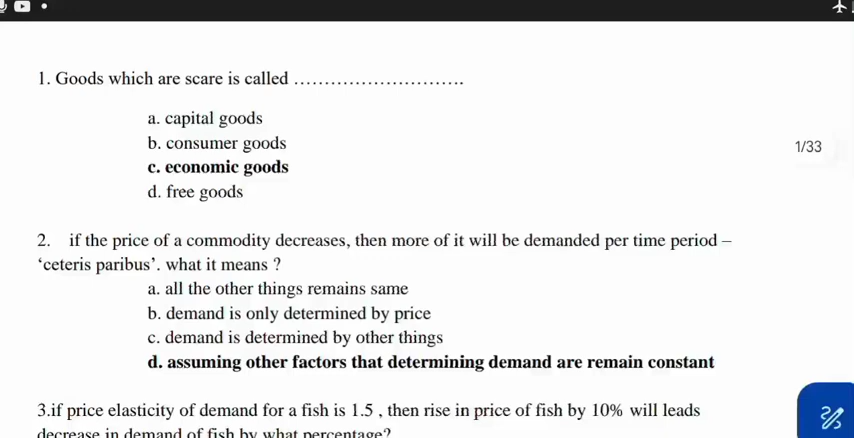 1. Goods which are scare is called ……………………….
a. capital goods
b. consumer goods
1/33
c. economic goods
d. free goods
2. if the price of a commodity decreases, then more of it will be demanded per time period –
‘ceteris paribus’. what it means ?
a. all the other things remains same
b. demand is only determined by price
c. demand is determined by other things
d. assuming other factors that determining demand are remain constant
3.if price elasticity of demand for a fish is 1.5 , then rise in price of fish by 10% will leads
decrease in demand of fish by what percentage?